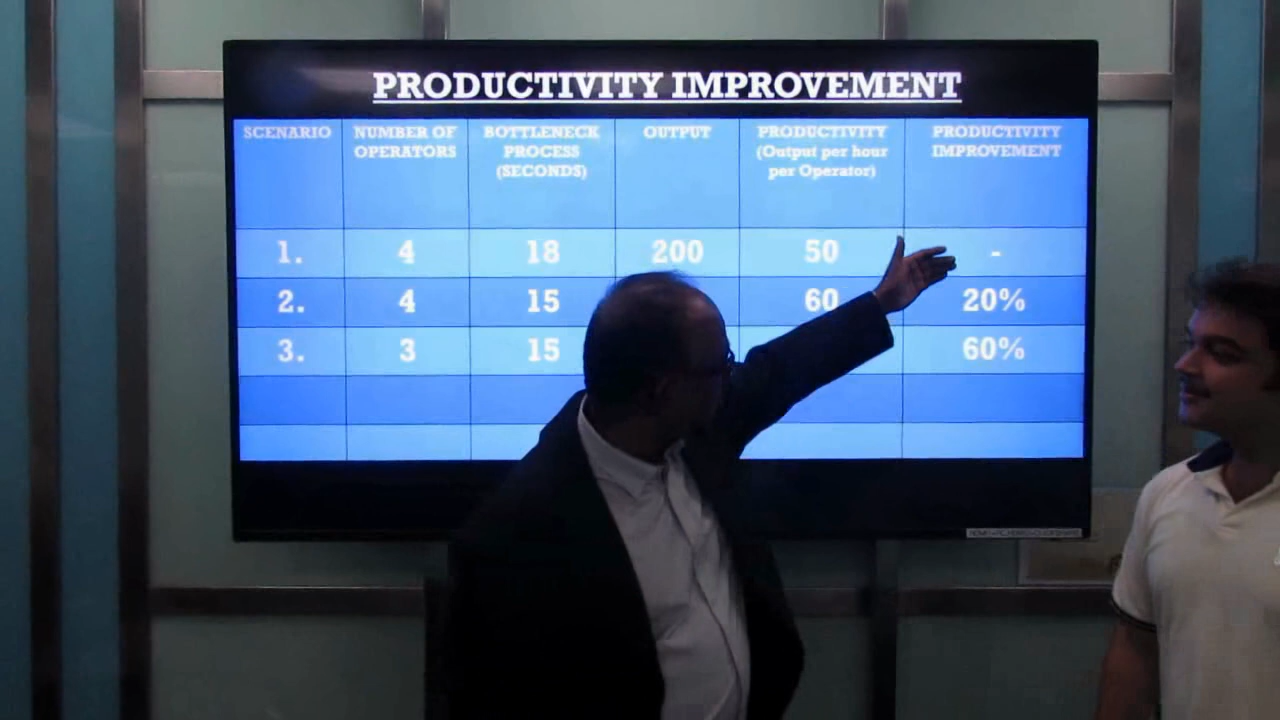 PRODUCTIVITY IMPROVEMENT
SCENARIO
NUMBER OF
OPERATORS
BOTTLENECK
PROCESS
(SECONDS)
OUTPUT
PRODUCTIVITY
(Output per hour
per Operator)
PRODUCTIVITY
IMPROVEMENT
1. 4 18 200 50 -
2. 4 15 60 20%
3. 3 15 60%